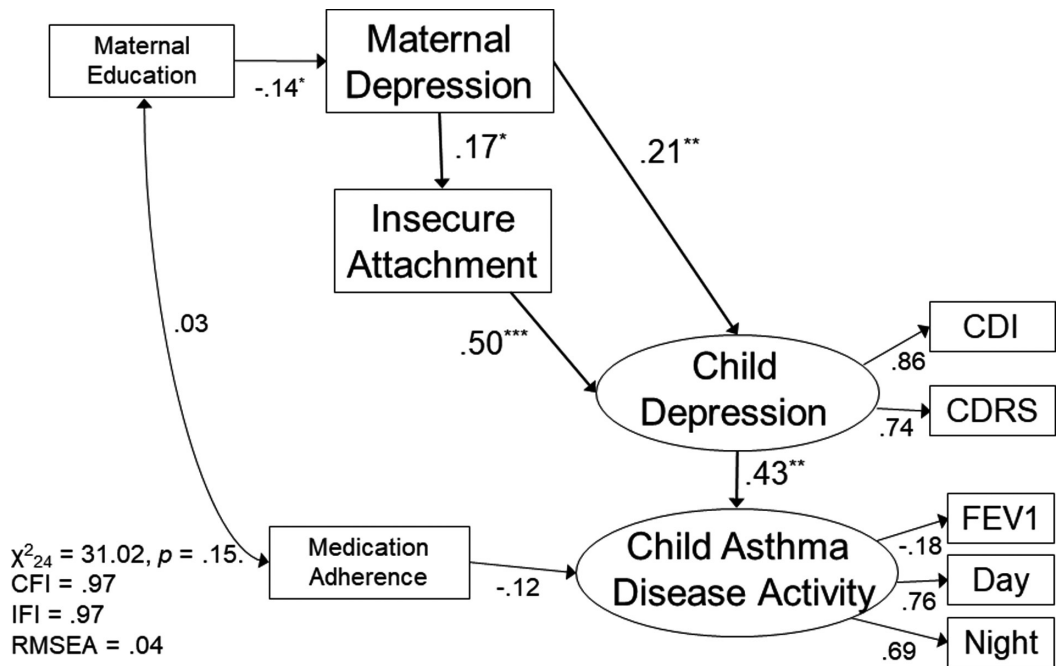 Maternal
Education
-.14*
Maternal
Depression
.17*
.21**
Insecure
Attachment
.03
.50***
Child
Depression
.86
CDI
.74
CDRS
.43**
χ²₂₄ = 31.02, p = .15.
CFI = .97
IFI = .97
RMSEA = .04
Medication
Adherence
-.12
Child Asthma
Disease Activity
-.18
FEV1
.76
Day
.69
Night